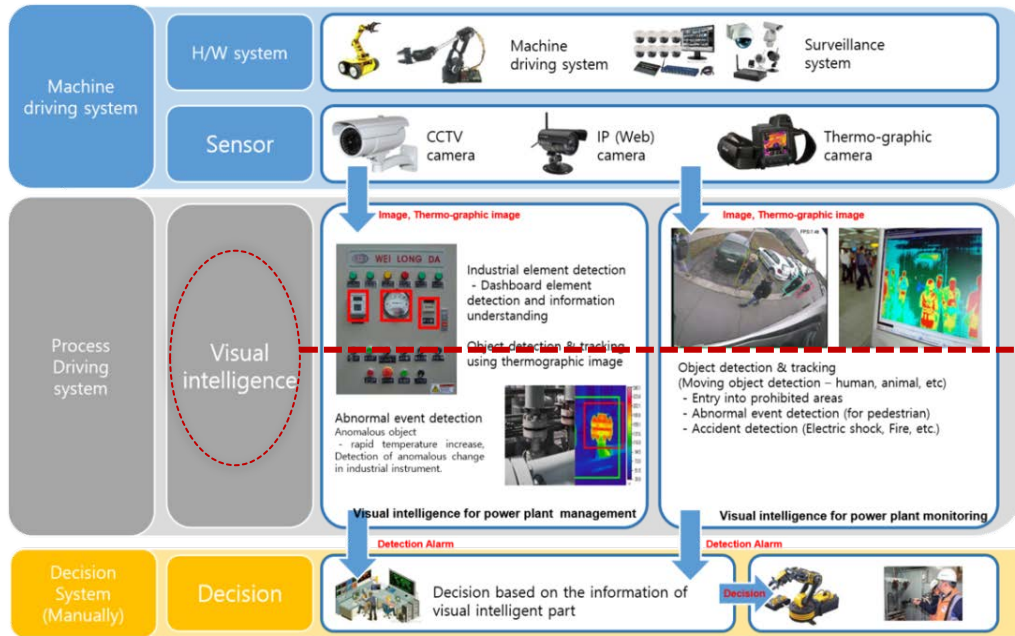 Machine
driving system
H/W system
Machine
driving system
Surveillance
system
Sensor
CCTV
camera
IP (Web)
camera
Thermo-graphic
camera
Process
Driving
system
Visual
intelligence
Image, Thermo-graphic image
WEI LONG DA
Industrial element detection
- Dashboard element
detection and information
understanding
Object detection & tracking
using thermographic image
Abnormal event detection
Anomalous object
- rapid temperature increase,
Detection of anomalous change
in industrial instrument.
Visual intelligence for power plant management
Image, Thermo-graphic image
Object detection & tracking
(Moving object detection – human, animal, etc)
- Entry into prohibited areas
- Abnormal event detection (for pedestrian)
- Accident detection (Electric shock, Fire, etc.)
Visual intelligence for power plant monitoring
Decision
System
(Manually)
Decision
Detection Alarm
Detection Alarm
Decision based on the information of
visual intelligent part
Decision